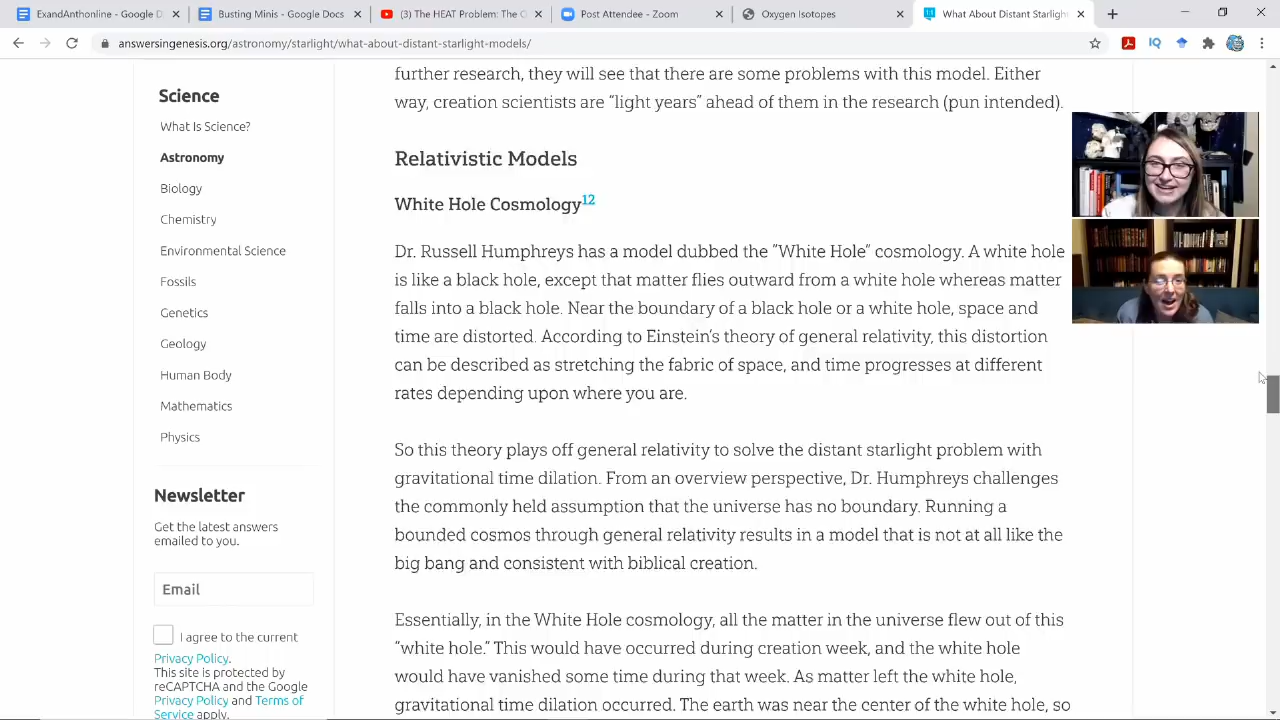 ExandAnthonline - Google D
Bunting Minis - Google Docs
(3) The HEAT Problem: The C
Post Attendee - Zoom
Oxygen Isotopes
What About Distant Starligh
answersingenesis.org/astronomy/starlight/what-about-distant-starlight-models/
IQ
Science
What Is Science?
Astronomy
Biology
Chemistry
Environmental Science
Fossils
Genetics
Geology
Human Body
Mathematics
Physics
Newsletter
Get the latest answers
emailed to you.
Email
I agree to the current
Privacy Policy.
This site is protected by
reCAPTCHA and the Google
Privacy Policy and Terms of
Service apply.
further research, they will see that there are some problems with this model. Either
way, creation scientists are “light years” ahead of them in the research (pun intended).
Relativistic Models
White Hole Cosmology12
Dr. Russell Humphreys has a model dubbed the “White Hole” cosmology. A white hole
is like a black hole, except that matter flies outward from a white hole whereas matter
falls into a black hole. Near the boundary of a black hole or a white hole, space and
time are distorted. According to Einstein’s theory of general relativity, this distortion
can be described as stretching the fabric of space, and time progresses at different
rates depending upon where you are.
So this theory plays off general relativity to solve the distant starlight problem with
gravitational time dilation. From an overview perspective, Dr. Humphreys challenges
the commonly held assumption that the universe has no boundary. Running a
bounded cosmos through general relativity results in a model that is not at all like the
big bang and consistent with biblical creation.
Essentially, in the White Hole cosmology, all the matter in the universe flew out of this
“white hole.” This would have occurred during creation week, and the white hole
would have vanished some time during that week. As matter left the white hole,
gravitational time dilation occurred. The earth was near the center of the white hole, so